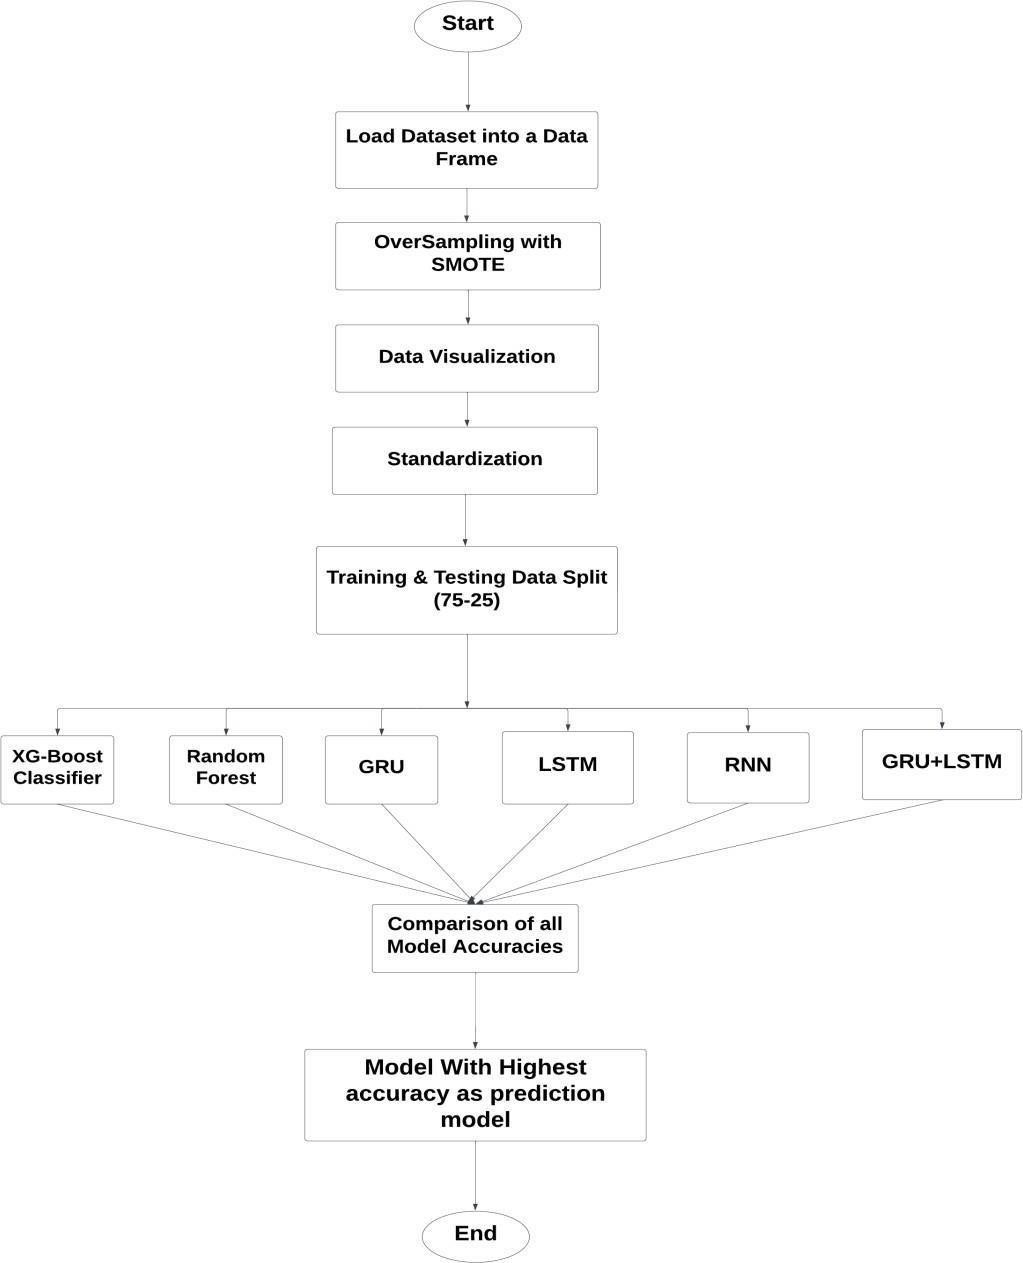 Start
Load Dataset into a Data
Frame
OverSampling with
SMOTE
Data Visualization
Standardization
Training & Testing Data Split
(75-25)
XG-Boost
Classifier
Random
Forest
GRU
LSTM
RNN
GRU+LSTM
Comparison of all
Model Accuracies
Model With Highest
accuracy as prediction
model
End